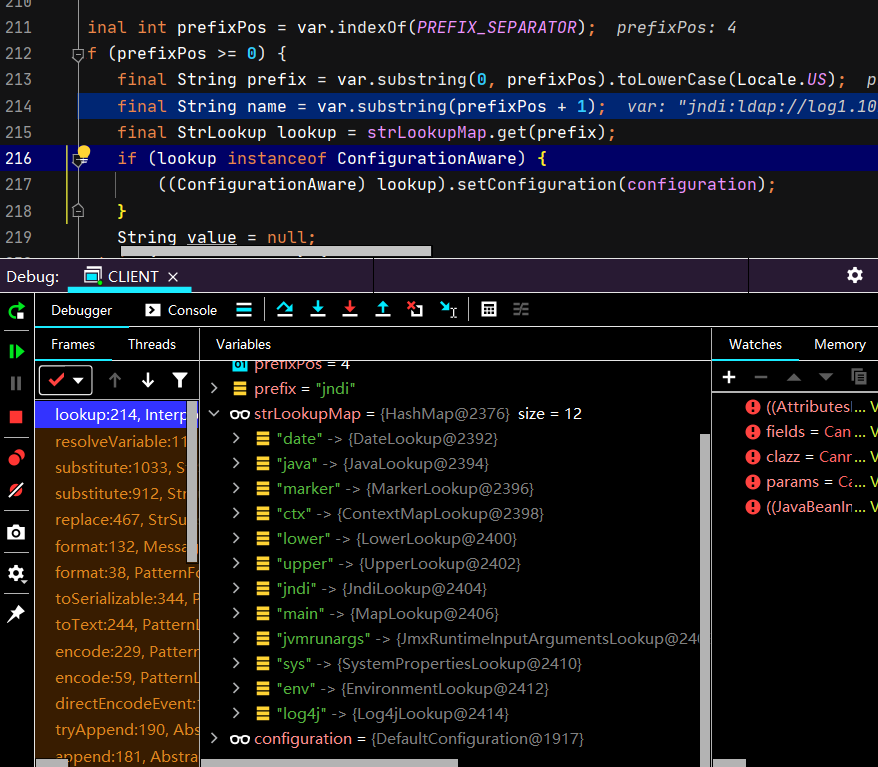 210
211 inal int prefixPos = var.indexOf(PREFIX_SEPARATOR); prefixPos: 4
212 f (prefixPos >= 0) {
213 final String prefix = var.substring(0, prefixPos).toLowerCase(Locale.US); p
214 final String name = var.substring(prefixPos + 1); var: "jndi:ldap://log1.10
215 final StrLookup lookup = strLookupMap.get(prefix);
216 if (lookup instanceof ConfigurationAware) {
217 ((ConfigurationAware) lookup).setConfiguration(configuration);
218 }
219 String value = null;
Debug: CLIENT
Debugger Console
Frames Threads Variables Watches Memory
prefixPos = 4
prefix = "jndi"
strLookupMap = {HashMap@2376} size = 12
"date" -> {DateLookup@2392}
"java" -> {JavaLookup@2394}
"marker" -> {MarkerLookup@2396}
"ctx" -> {ContextMapLookup@2398}
"lower" -> {LowerLookup@2400}
"upper" -> {UpperLookup@2402}
"jndi" -> {JndiLookup@2404}
"main" -> {MapLookup@2406}
"jvmrunargs" -> {JmxRuntimeInputArgumentsLookup@240
"sys" -> {SystemPropertiesLookup@2410}
"env" -> {EnvironmentLookup@2412}
"log4j" -> {Log4jLookup@2414}
configuration = {DefaultConfiguration@1917}
lookup:214, Interp
resolveVariable:11
substitute:1033, S
substitute:912, Str
replace:467, StrSu
format:132, Messa
format:38, PatternFo
toSerializable:344, P
toText:244, PatternL
encode:229, Pattern
encode:59, PatternL
directEncodeEvent:
tryAppend:190, Abs
append:181, Abstra
((Attributes... V
fields = Can... V
clazz = Canr... V
params = Ca... V
((JavaBeanIn... V